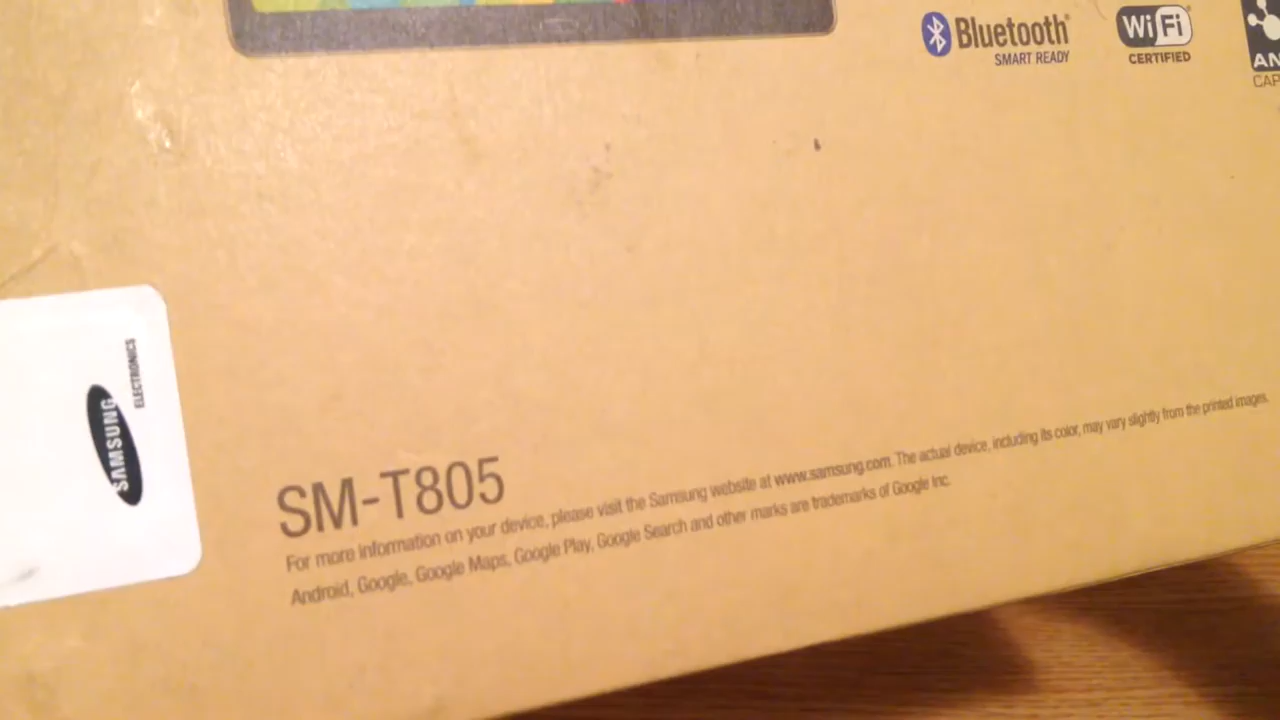 Bluetooth®
SMART READY
Wi Fi
CERTIFIED
AN
CAP
SAMSUNG
ELECTRONICS
SM-T805
For more information on your device, please visit the Samsung website at www.samsung.com. The actual device, including its color, may vary slightly from the printed images.
Android, Google, Google Maps, Google Play, Google Search and other marks are trademarks of Google Inc.